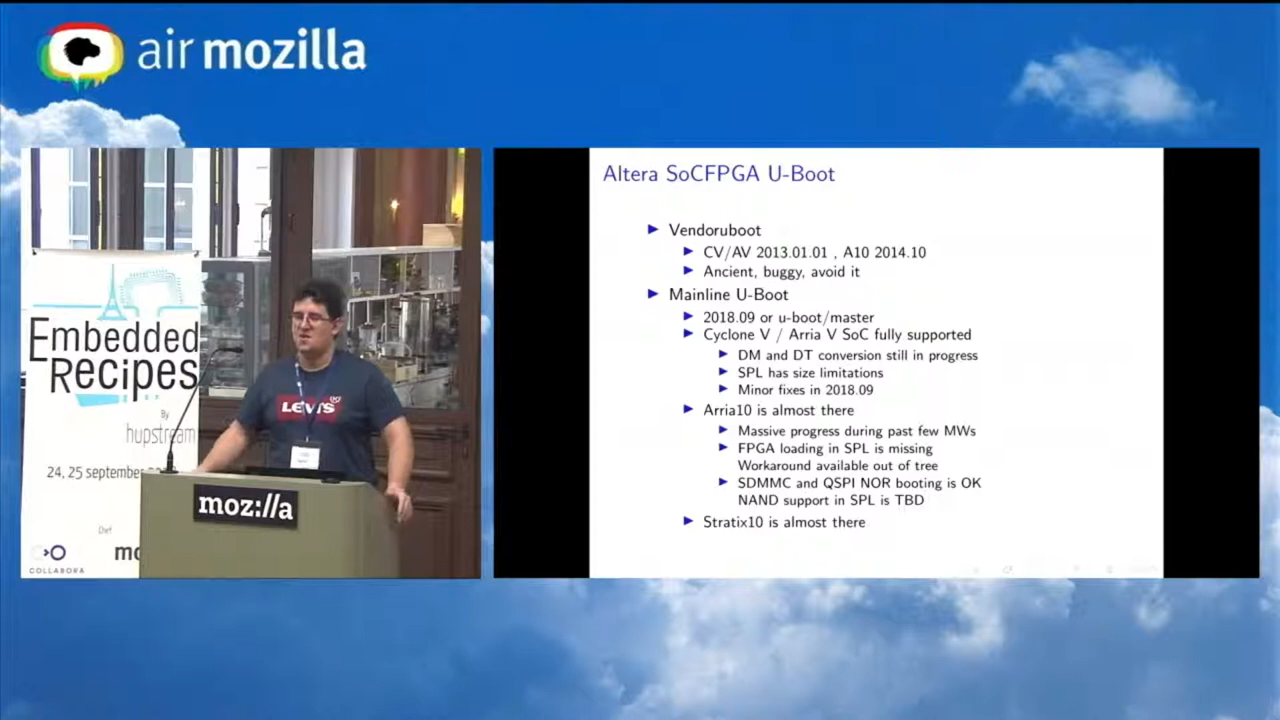 air mozilla
Embedded
Recipes
By
hupstream
24, 25 september
Chef
COLLABORA
mo
LEVI'S
moz://a
Altera SoCFPGA U-Boot
Vendoruboot
CV/AV 2013.01.01 , A10 2014.10
Ancient, buggy, avoid it
Mainline U-Boot
2018.09 or u-boot/master
Cyclone V / Arria V SoC fully supported
DM and DT conversion still in progress
SPL has size limitations
Minor fixes in 2018.09
Arria10 is almost there
Massive progress during past few MWs
FPGA loading in SPL is missing
Workaround available out of tree
SDMMC and QSPI NOR booting is OK
NAND support in SPL is TBD
Stratix10 is almost there